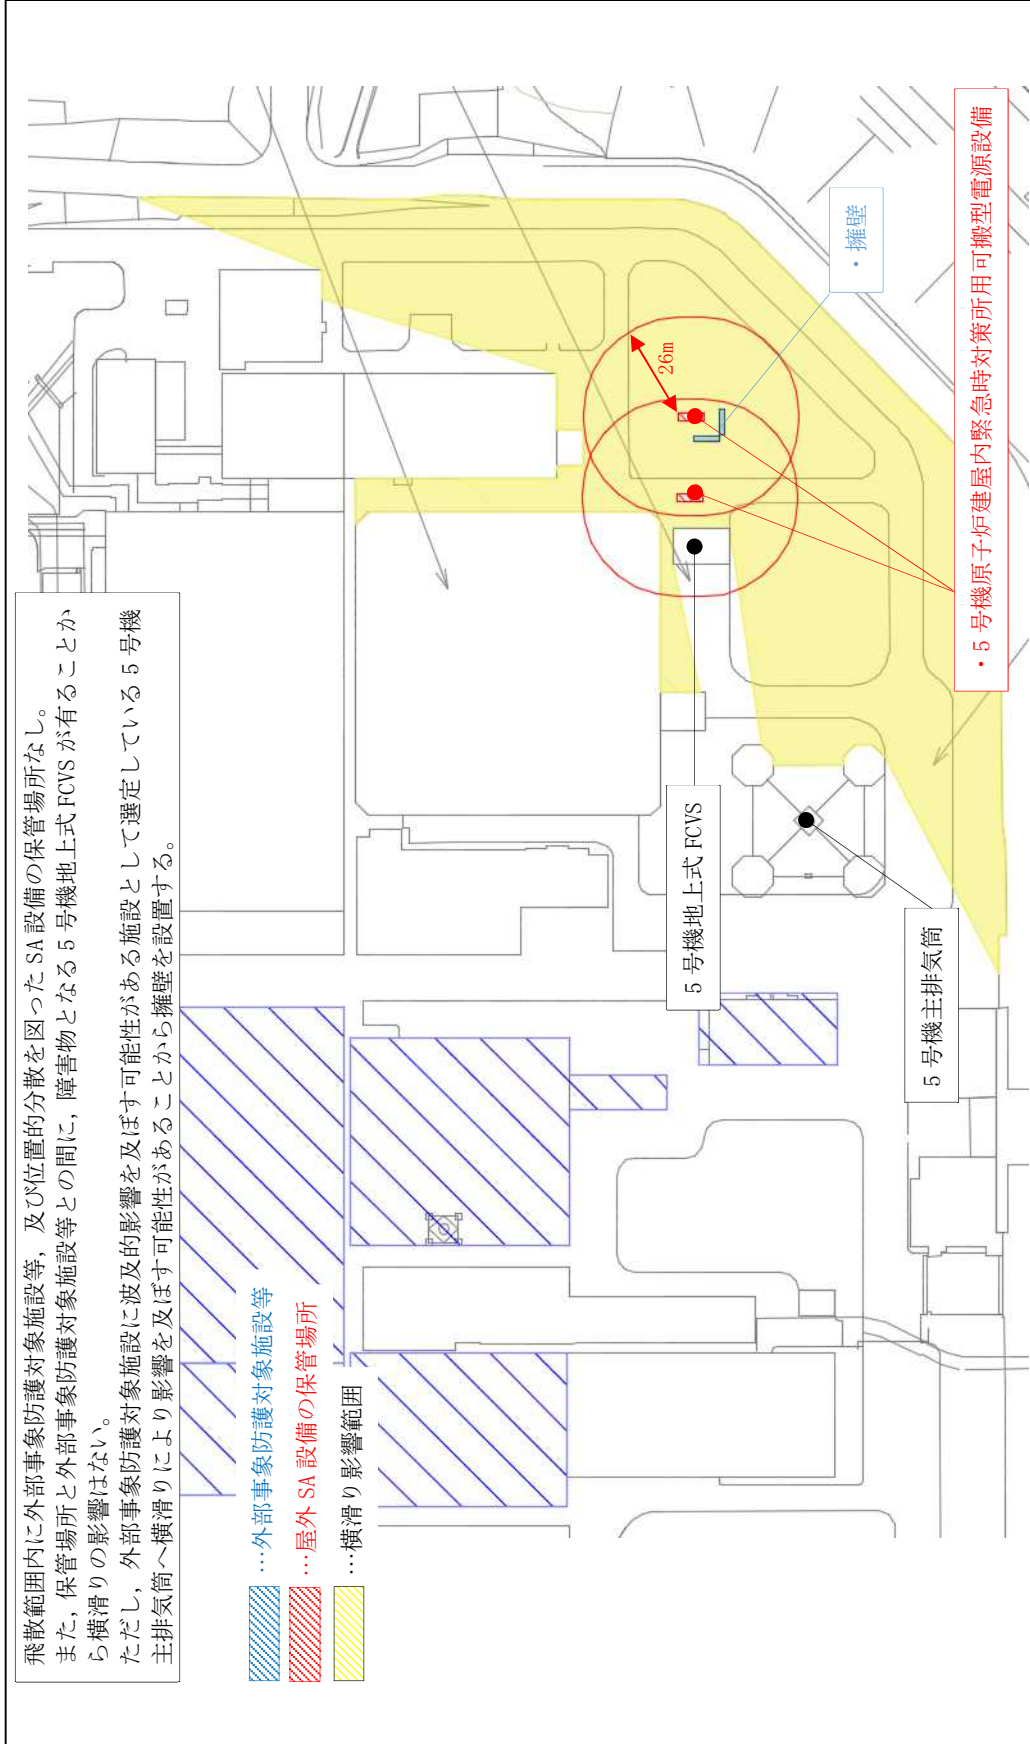 飛散範囲内に外部事象防護対象施設等，及び位置的分散を図った SA 設備の保管場所なし。
また，保管場所と外部事象防護対象施設等との間に，障害物となる 5 号機地上式 FCVS が有ることか
ら横滑りの影響はない。
ただし，外部事象防護対象施設に波及的影響を及ぼす可能性がある施設として選定している 5 号機
主排気筒へ横滑りにより影響を及ぼす可能性があることから擁壁を設置する。
…外部事象防護対象施設等
…屋外 SA 設備の保管場所
…横滑り影響範囲
26m
・擁壁
5 号機地上式 FCVS
5 号機主排気筒
・5 号機原子炉建屋内緊急時対策所用可搬型電源設備